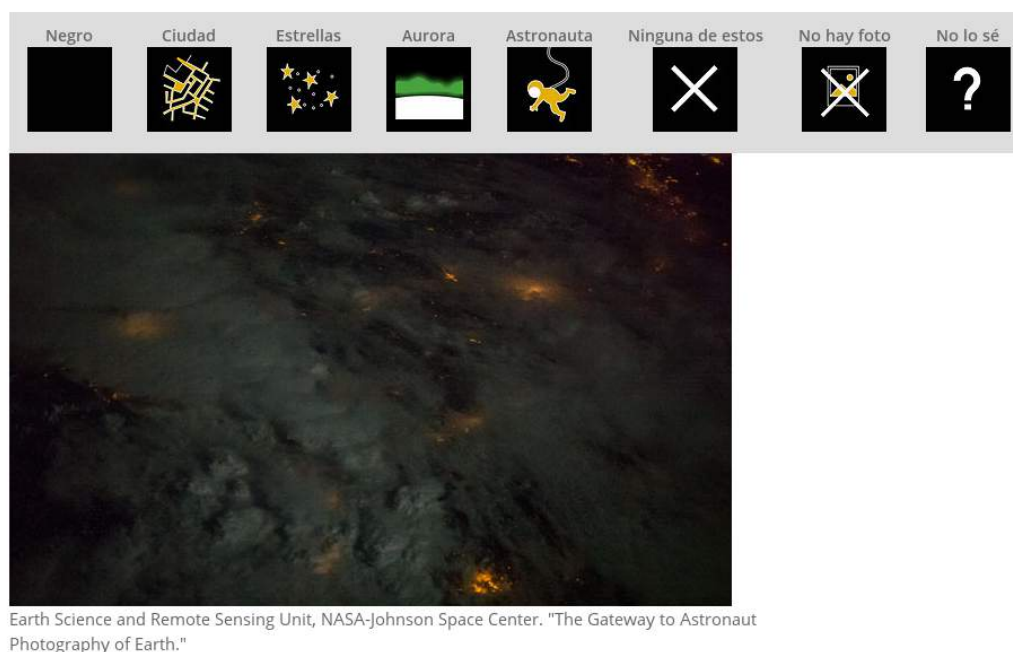 Negro Ciudad Estrellas Aurora Astronauta Ninguna de estos No hay foto No lo sé
?
Earth Science and Remote Sensing Unit, NASA-Johnson Space Center. "The Gateway to Astronaut
Photography of Earth."